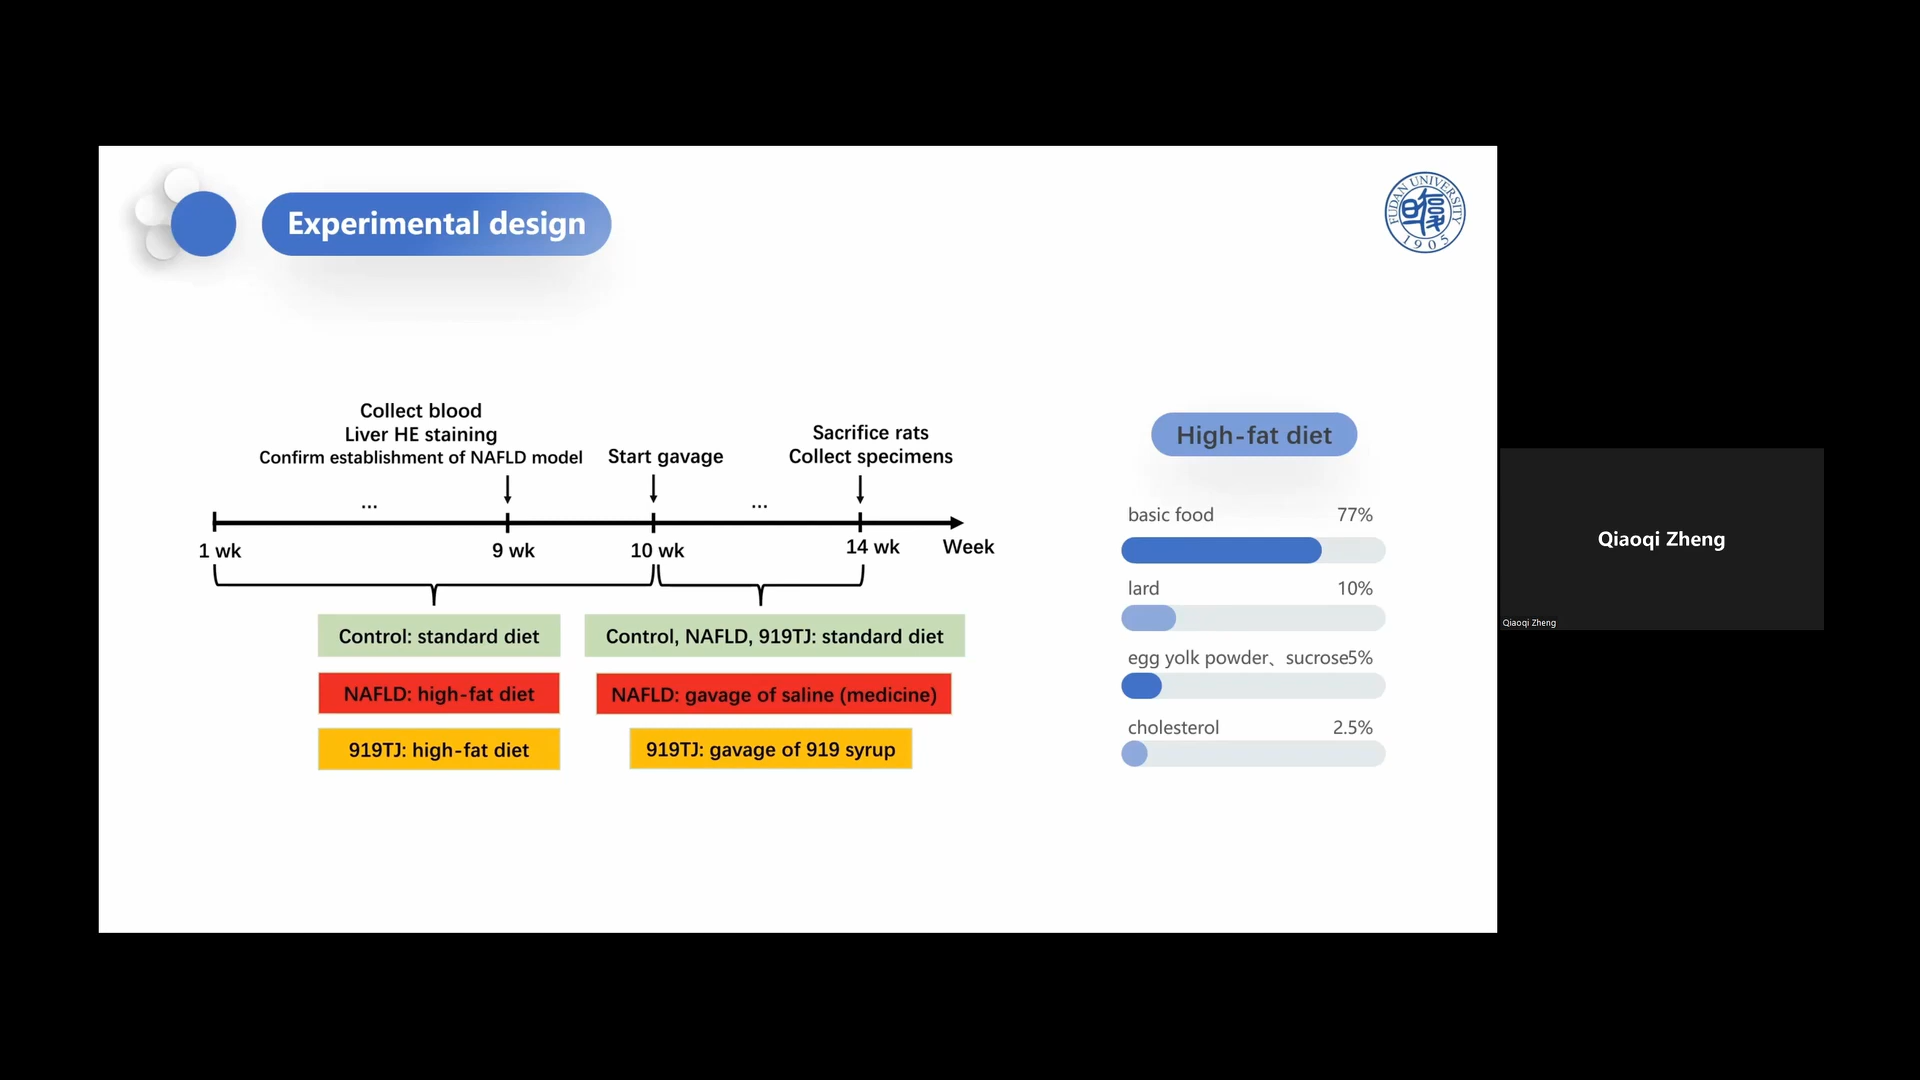 Experimental design
FUDAN UNIVERSITY
1905
Collect blood
Liver HE staining
Confirm establishment of NAFLD model
Start gavage
Sacrifice rats
Collect specimens
...
...
1 wk
9 wk
10 wk
14 wk
Week
Control: standard diet
NAFLD: high-fat diet
919TJ: high-fat diet
Control, NAFLD, 919TJ: standard diet
NAFLD: gavage of saline (medicine)
919TJ: gavage of 919 syrup
High-fat diet
basic food 77%
lard 10%
egg yolk powder、sucrose5%
cholesterol 2.5%
Qiaoqi Zheng
Qiaoqi Zheng